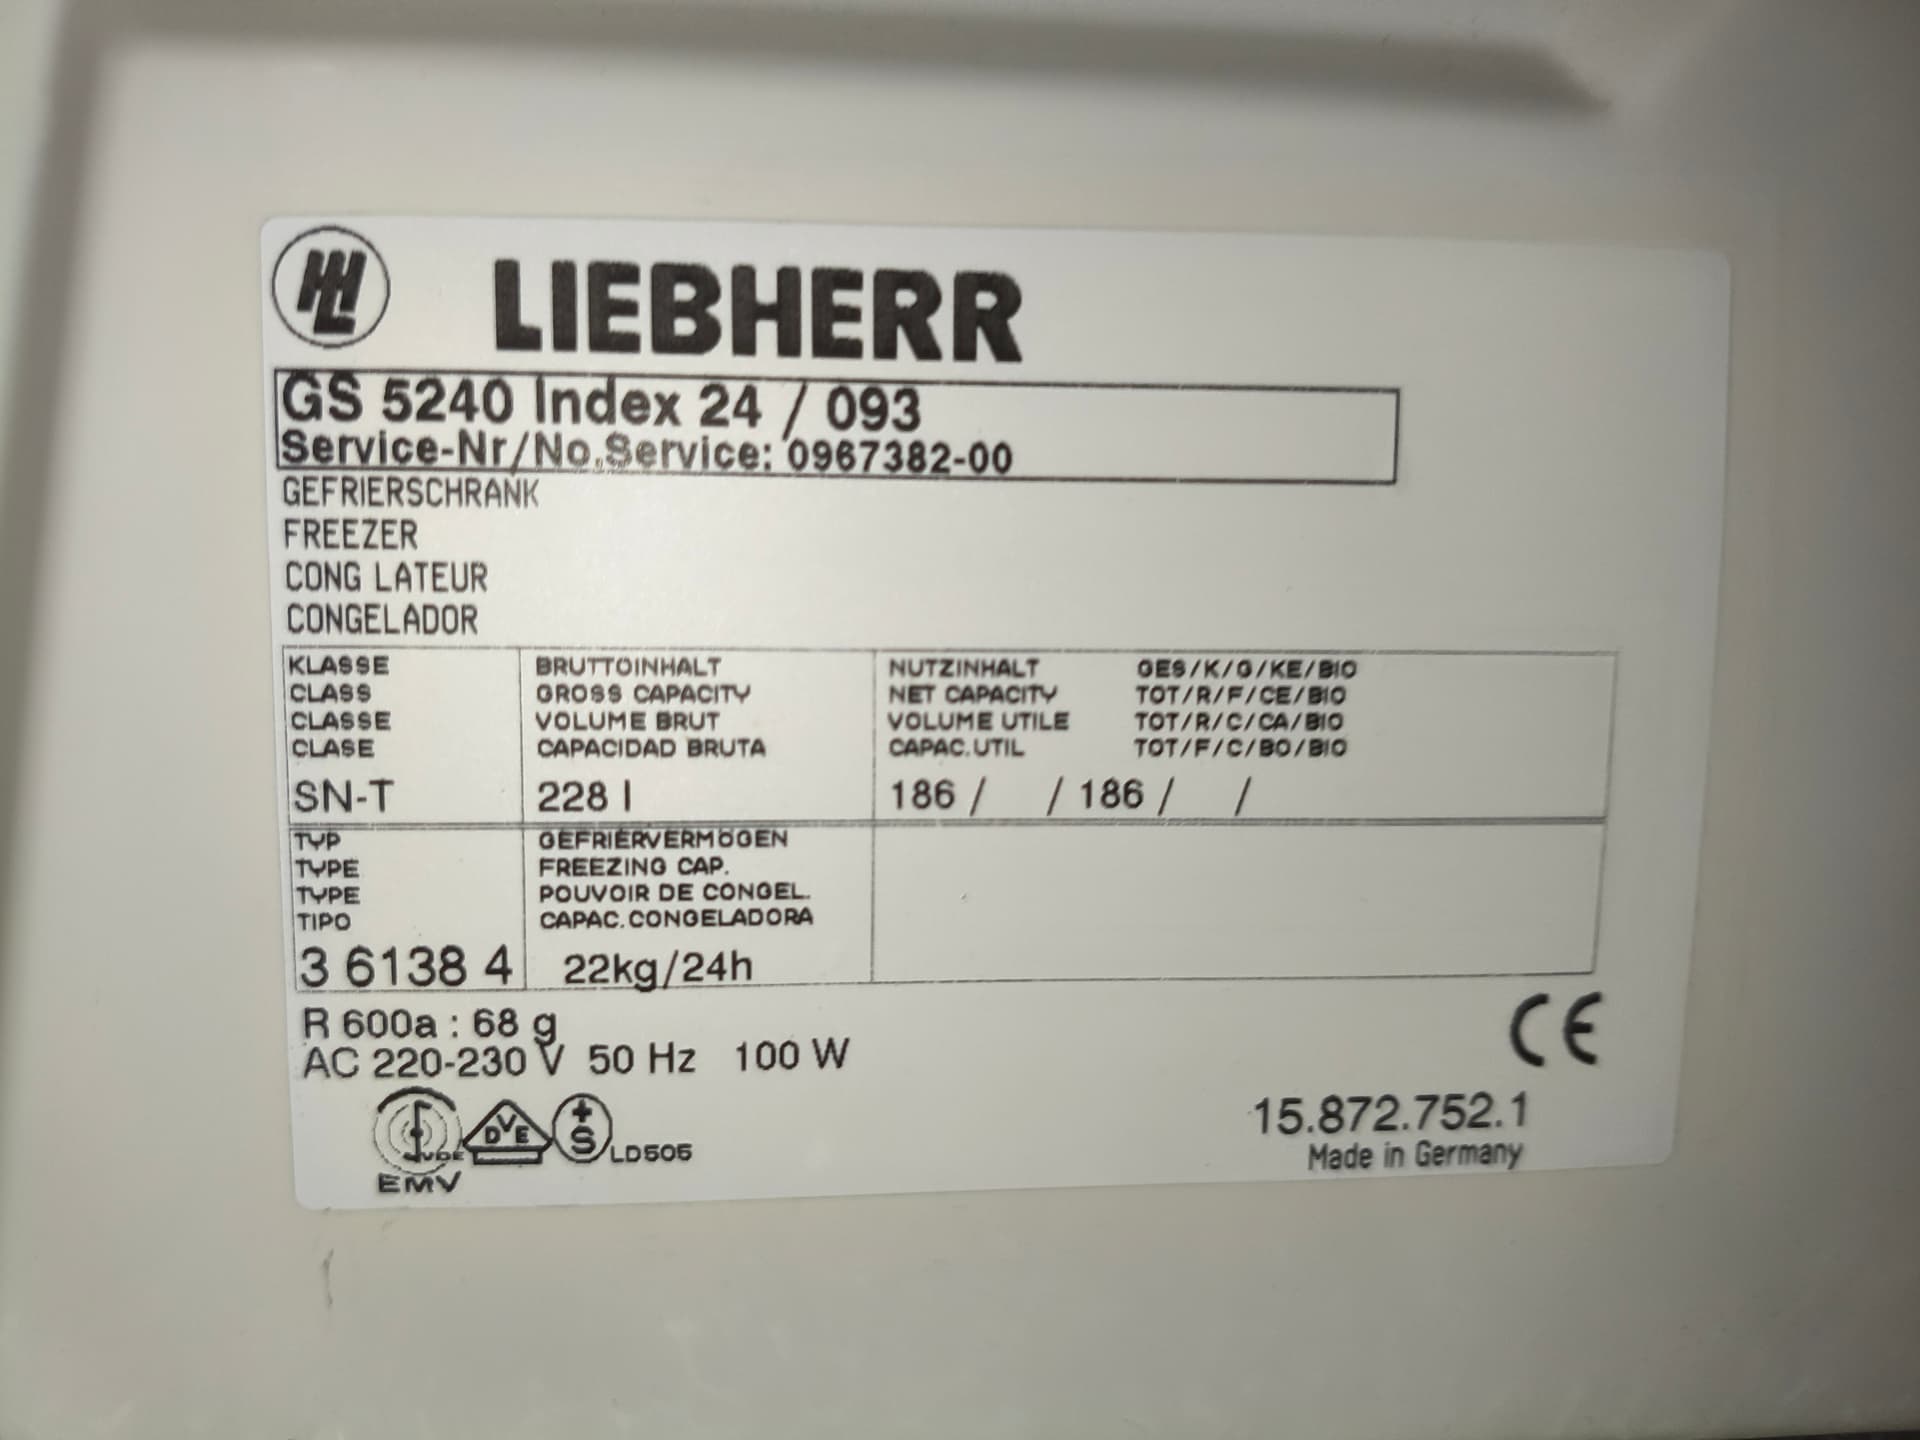 LIEBHERR
GS 5240 Index 24 / 093
Service-Nr/No.Service: 0967382-00
GEFRIERSCHRANK
FREEZER
CONG LATEUR
CONGELADOR
KLASSE BRUTTOINHALT NUTZINHALT GES/K/G/KE/BIO
CLASS GROSS CAPACITY NET CAPACITY TOT/R/F/CE/BIO
CLASSE VOLUME BRUT VOLUME UTILE TOT/R/C/CA/BIO
CLASE CAPACIDAD BRUTA CAPAC.UTIL TOT/F/C/BO/BIO
SN-T 228 l 186 / / 186 / /
TYP GEFRIERVERMÖGEN
TYPE FREEZING CAP.
TYPE POUVOIR DE CONGEL.
TIPO CAPAC.CONGELADORA
3 6138 4 22kg/24h
R 600a : 68 g
AC 220-230 V 50 Hz 100 W
CE
15.872.752.1
Made in Germany
VDE DVE +S LD505
EMV